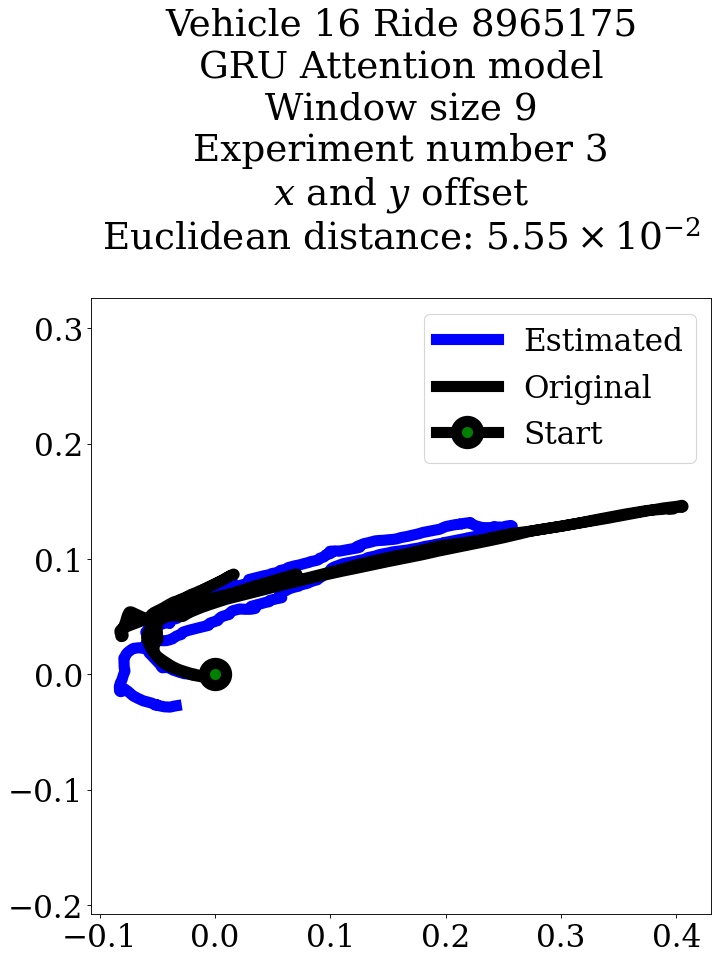 Vehicle 16 Ride 8965175
GRU Attention model
Window size 9
Experiment number 3
x and y offset
Euclidean distance: 5.55 × 10⁻²
Estimated
Original
Start
0.3
0.2
0.1
0.0
−0.1
−0.2
−0.1 0.0 0.1 0.2 0.3 0.4